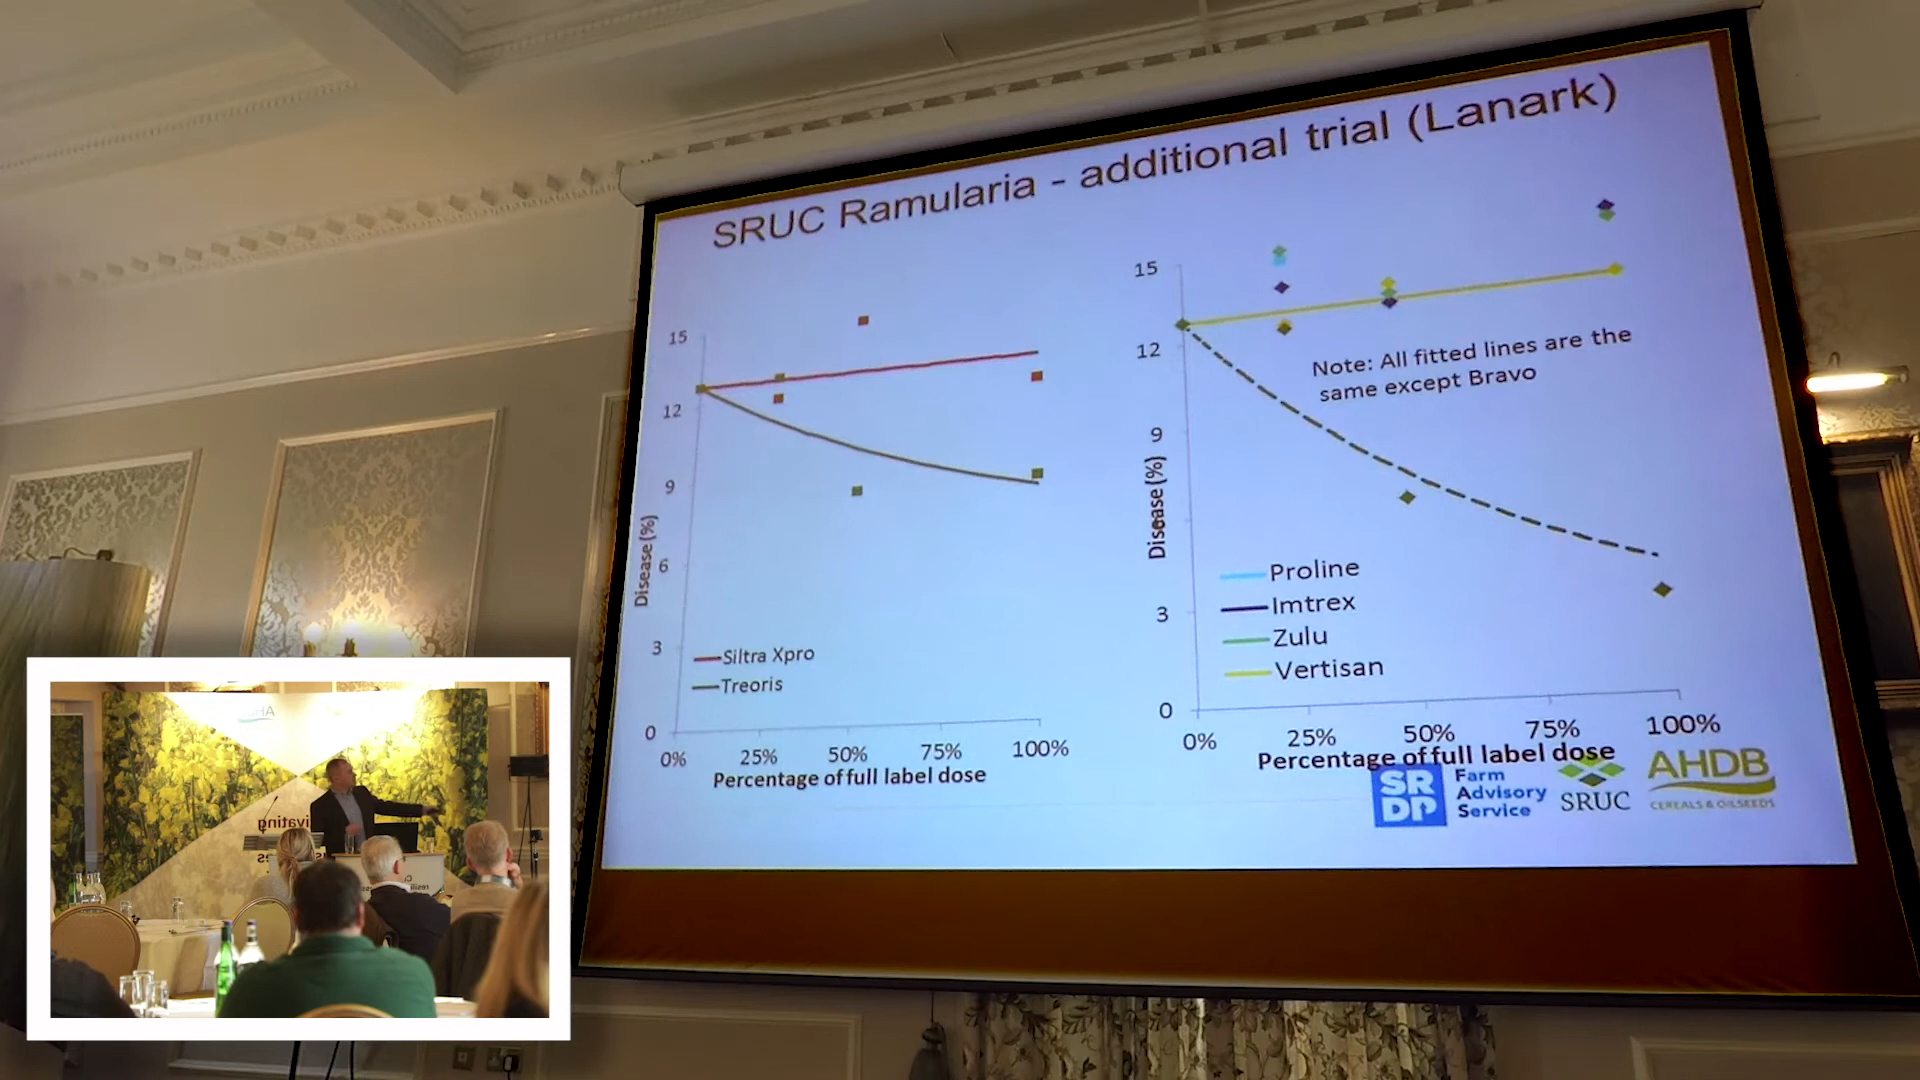 SRUC Ramularia - additional trial (Lanark)
15
12
9
6
3
0
Disease (%)
Siltra Xpro
Treoris
0%
25%
50%
75%
100%
Percentage of full label dose
15
12
9
3
0
Disease (%)
Note: All fitted lines are the
same except Bravo
Proline
Imtrex
Zulu
Vertisan
0%
25%
50%
75%
100%
Percentage of full label dose
SR
DP
Farm
Advisory
Service
SRUC
AHDB
CEREALS & OILSEEDS